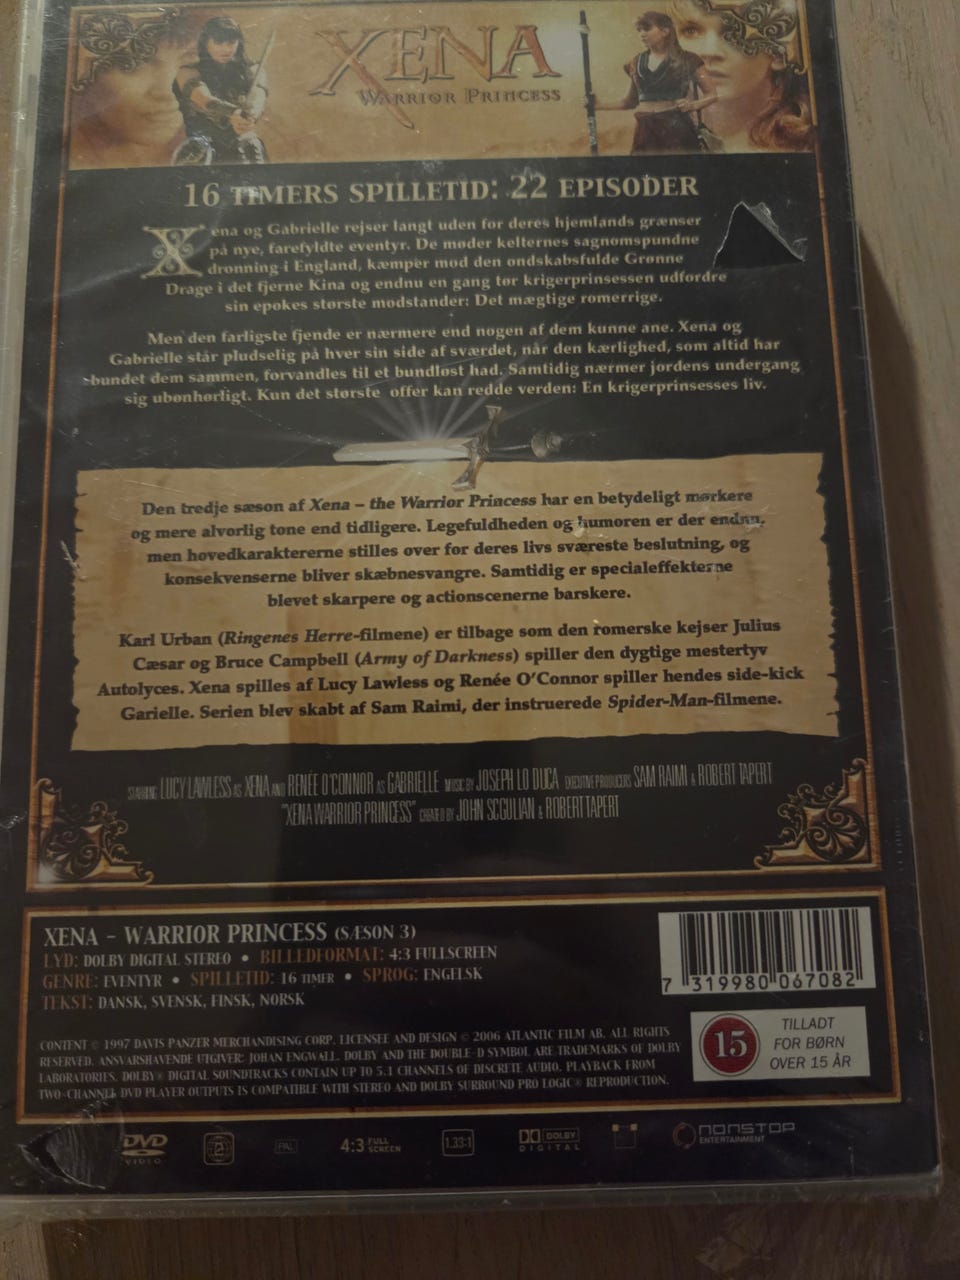 XENA
WARRIOR PRINCESS
16 TIMERS SPILLETID: 22 EPISODER
Xena og Gabrielle rejser langt uden for deres hjemlands grænser
på nye, farefyldte eventyr. De møder kelternes sagnomspundne
dronning i England, kæmper mod den ondskabsfulde Grønne
Drage i det fjerne Kina og endnu en gang tør krigerprinsessen udfordre
sin epokes største modstander: Det mægtige romerrige.
Men den farligste fjende er nærmere end nogen af dem kunne ane. Xena og
Gabrielle står pludselig på hver sin side af sværdet, når den kærlighed, som altid har
bundet dem sammen, forvandles til et bundløst had. Samtidig nærmer jordens undergang
sig ubønhørligt. Kun det største offer kan redde verden: En krigerprinsesses liv.
Den tredje sæson af Xena – the Warrior Princess har en betydeligt mørkere
og mere alvorlig tone end tidligere. Legefuldheden og humoren er der endnu,
men hovedkaraktererne stilles over for deres livs sværeste beslutning, og
konsekvenserne bliver skæbnesvangre. Samtidig er specialeffekterne
blevet skarpere og actionscenerne barskere.
Karl Urban (Ringenes Herre-filmene) er tilbage som den romerske kejser Julius
Cæsar og Bruce Campbell (Army of Darkness) spiller den dygtige mestertyv
Autolyces. Xena spilles af Lucy Lawless og Renée O'Connor spiller hendes side-kick
Garielle. Serien blev skabt af Sam Raimi, der instruerede Spider-Man-filmene.
STARRING LUCY LAWLESS AS XENA AND RENÉE O'CONNOR AS GABRIELLE MUSIC BY JOSEPH LO DUCA EXECUTIVE PRODUCERS SAM RAIMI & ROBERT TAPERT
"XENA WARRIOR PRINCESS" CREATED BY JOHN SCGULIAN & ROBERT TAPERT
XENA – WARRIOR PRINCESS (SÆSON 3)
LYD: DOLBY DIGITAL STEREO • BILLEDFORMAT: 4:3 FULLSCREEN
GENRE: EVENTYR • SPILLETID: 16 TIMER • SPROG: ENGELSK
TEKST: DANSK, SVENSK, FINSK, NORSK
7 319980 067082
CONTENT © 1997 DAVIS PANZER MERCHANDISING CORP. LICENSEE AND DESIGN © 2006 ATLANTIC FILM AB. ALL RIGHTS
RESERVED. ANSVARSHAVENDE UTGIVER: JOHAN ENGWALL. DOLBY AND THE DOUBLE-D SYMBOL ARE TRADEMARKS OF DOLBY
LABORATORIES. DOLBY® DIGITAL SOUNDTRACKS CONTAIN UP TO 5.1 CHANNELS OF DISCRETE AUDIO. PLAYBACK FROM
TWO-CHANNEL DVD PLAYER OUTPUTS IS COMPATIBLE WITH STEREO AND DOLBY SURROUND PRO LOGIC® REPRODUCTION.
15
TILLADT
FOR BØRN
OVER 15 ÅR
DVD
VIDEO
2
PAL
4:3 FULL
SCREEN
1.33:1
DOLBY
DIGITAL
NONSTOP
ENTERTAINMENT